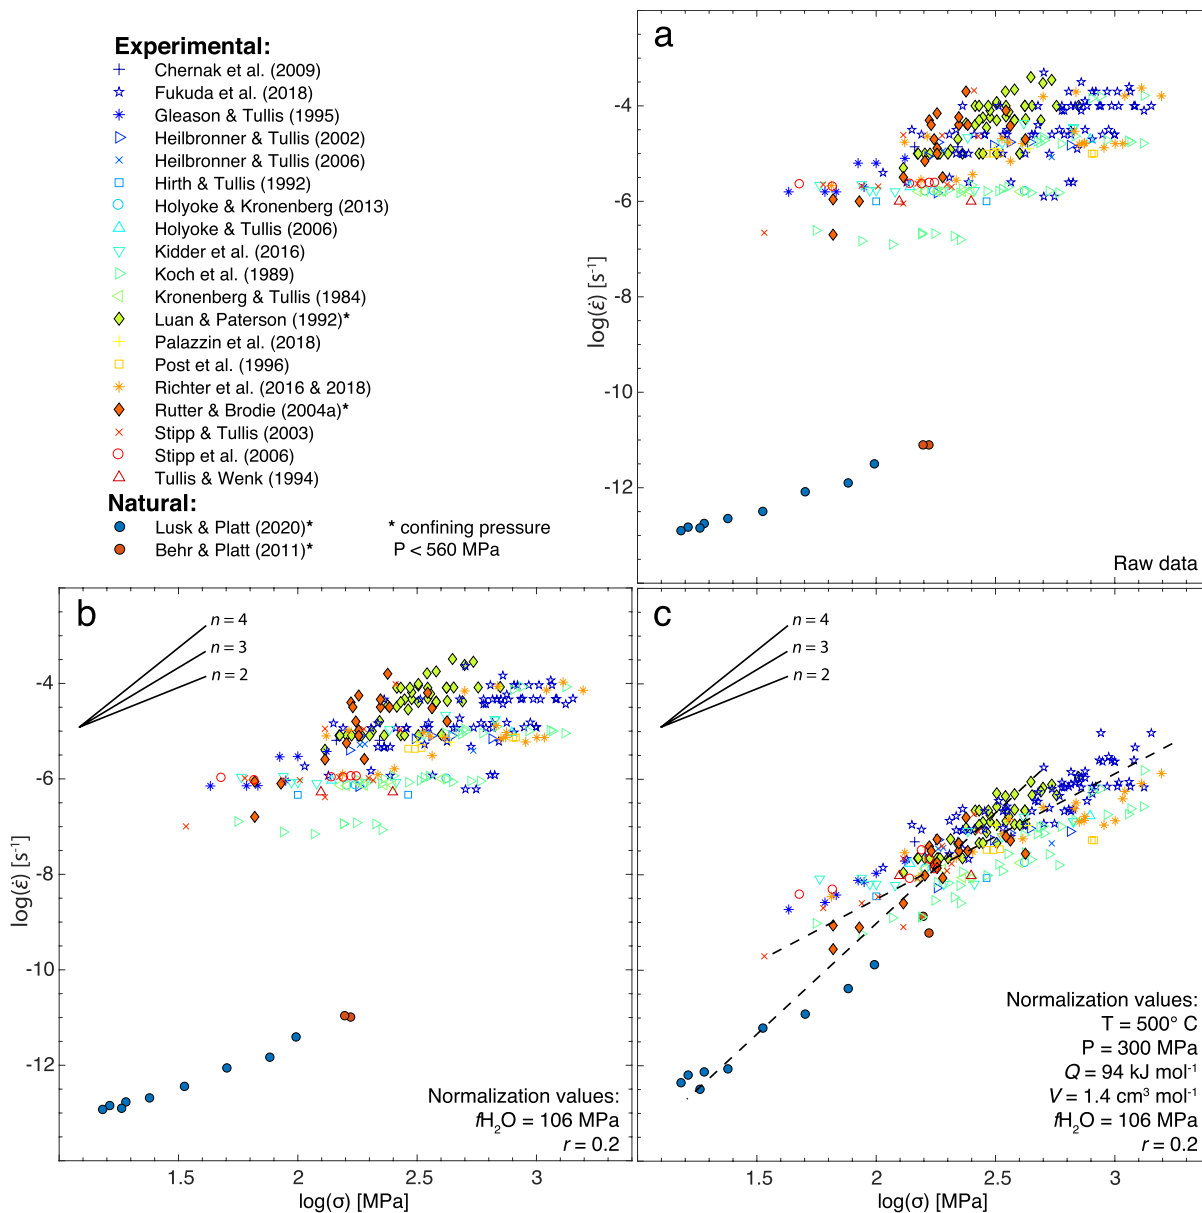 Experimental:
Chernak et al. (2009)
Fukuda et al. (2018)
Gleason & Tullis (1995)
Heilbronner & Tullis (2002)
Heilbronner & Tullis (2006)
Hirth & Tullis (1992)
Holyoke & Kronenberg (2013)
Holyoke & Tullis (2006)
Kidder et al. (2016)
Koch et al. (1989)
Kronenberg & Tullis (1984)
Luan & Paterson (1992)*
Palazzin et al. (2018)
Post et al. (1996)
Richter et al. (2016 & 2018)
Rutter & Brodie (2004a)*
Stipp & Tullis (2003)
Stipp et al. (2006)
Tullis & Wenk (1994)
Natural:
Lusk & Platt (2020)*
Behr & Platt (2011)*
* confining pressure
P < 560 MPa
a
-4
-6
-8
-10
-12
log(ε̇) [s⁻¹]
Raw data
b
n = 4
n = 3
n = 2
-4
-6
-8
-10
-12
log(ε̇) [s⁻¹]
Normalization values:
fH₂O = 106 MPa
r = 0.2
1.5 2 2.5 3
log(σ) [MPa]
c
n = 4
n = 3
n = 2
Normalization values:
T = 500° C
P = 300 MPa
Q = 94 kJ mol⁻¹
V = 1.4 cm³ mol⁻¹
fH₂O = 106 MPa
r = 0.2
1.5 2 2.5 3
log(σ) [MPa]